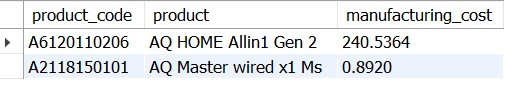 product_code product manufacturing_cost
A6120110206 AQ HOME Allin1 Gen 2 240.5364
A2118150101 AQ Master wired x1 Ms 0.8920